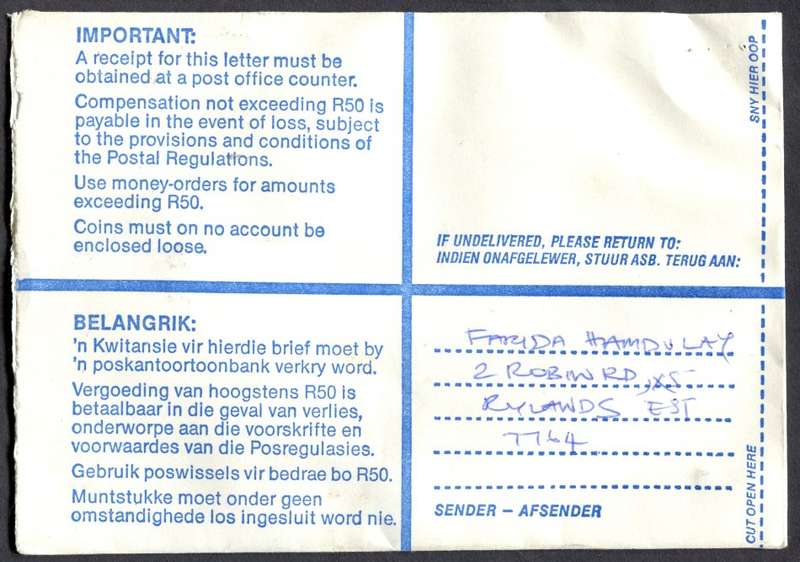 IMPORTANT:
A receipt for this letter must be
obtained at a post office counter.
Compensation not exceeding R50 is
payable in the event of loss, subject
to the provisions and conditions of
the Postal Regulations.
Use money-orders for amounts
exceeding R50.
Coins must on no account be
enclosed loose.
SNY HIER OOP
IF UNDELIVERED, PLEASE RETURN TO:
INDIEN ONAFGELEWER, STUUR ASB. TERUG AAN:
BELANGRIK:
'n Kwitansie vir hierdie brief moet by
'n poskantoortoonbank verkry word.
Vergoeding van hoogstens R50 is
betaalbaar in die geval van verlies,
onderworpe aan die voorskrifte en
voorwaardes van die Posregulasies.
Gebruik poswissels vir bedrae bo R50.
Muntstukke moet onder geen
omstandighede los ingesluit word nie.
FARIDA HAMDULAY
2 ROBIN RD,
RYLANDS EST
7764
SENDER – AFSENDER
CUT OPEN HERE